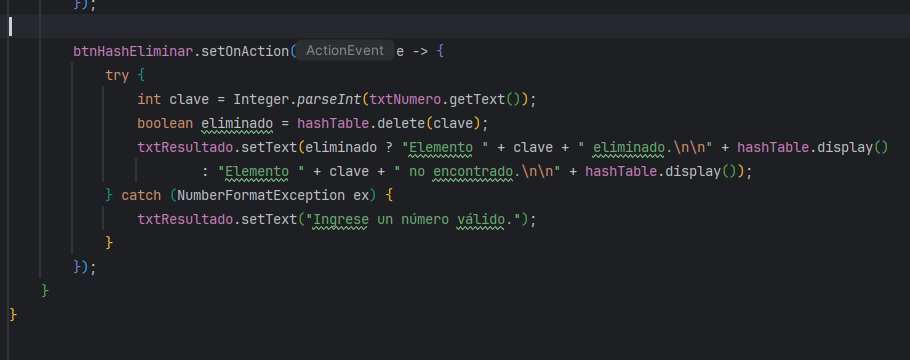 });
btnHashEliminar.setOnAction( ActionEvent e -> {
try {
int clave = Integer.parseInt(txtNumero.getText());
boolean eliminado = hashTable.delete(clave);
txtResultado.setText(eliminado ? "Elemento " + clave + " eliminado.\n\n" + hashTable.display()
: "Elemento " + clave + " no encontrado.\n\n" + hashTable.display());
} catch (NumberFormatException ex) {
txtResultado.setText("Ingrese un número válido.");
}
});
}
}